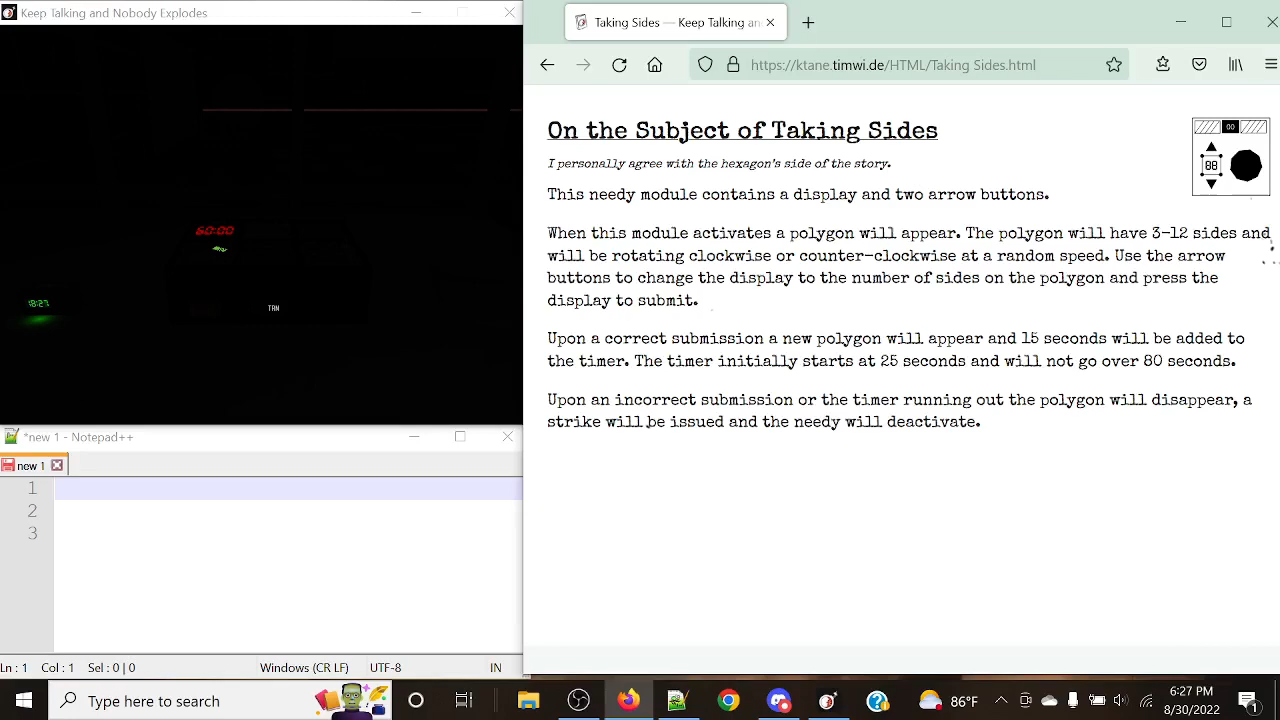 Keep Talking and Nobody Explodes
60:00
18:27
TRN
*new 1 - Notepad++
new 1
1
2
3
Ln : 1 Col : 1 Sel : 0 | 0 Windows (CR LF) UTF-8 IN
Taking Sides — Keep Talking an
https://ktane.timwi.de/HTML/Taking Sides.html
On the Subject of Taking Sides
I personally agree with the hexagon's side of the story.
This needy module contains a display and two arrow buttons.
When this module activates a polygon will appear. The polygon will have 3-12 sides and
will be rotating clockwise or counter-clockwise at a random speed. Use the arrow
buttons to change the display to the number of sides on the polygon and press the
display to submit.
Upon a correct submission a new polygon will appear and 15 seconds will be added to
the timer. The timer initially starts at 25 seconds and will not go over 80 seconds.
Upon an incorrect submission or the timer running out the polygon will disappear, a
strike will be issued and the needy will deactivate.
00
88
Type here to search
86°F
6:27 PM
8/30/2022
1